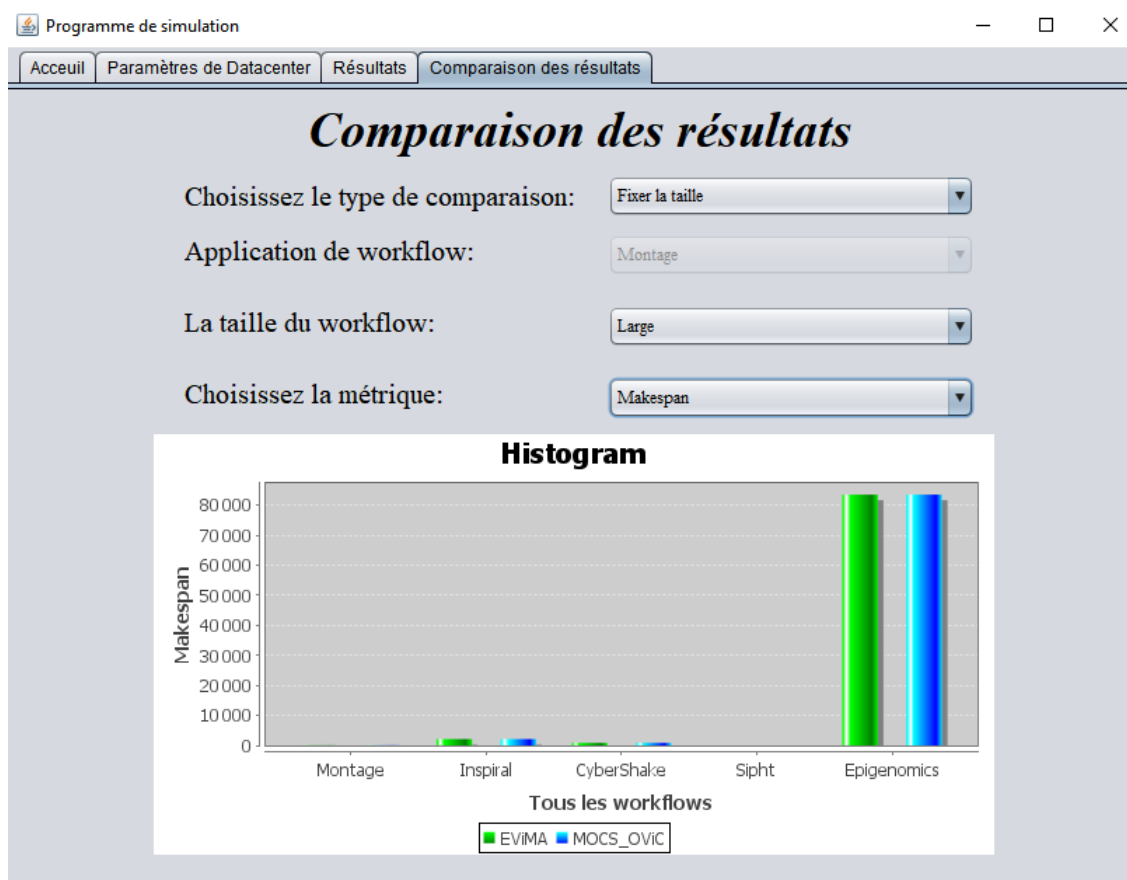 Programme de simulation
Acceuil Paramètres de Datacenter Résultats Comparaison des résultats
Comparaison des résultats
Choisissez le type de comparaison: Fixer la taille
Application de workflow: Montage
La taille du workflow: Large
Choisissez la métrique: Makespan
Histogram
Makespan
80 000
70 000
60 000
50 000
40 000
30 000
20 000
10 000
0
Montage Inspiral CyberShake Sipht Epigenomics
Tous les workflows
EViMA MOCS_OViC